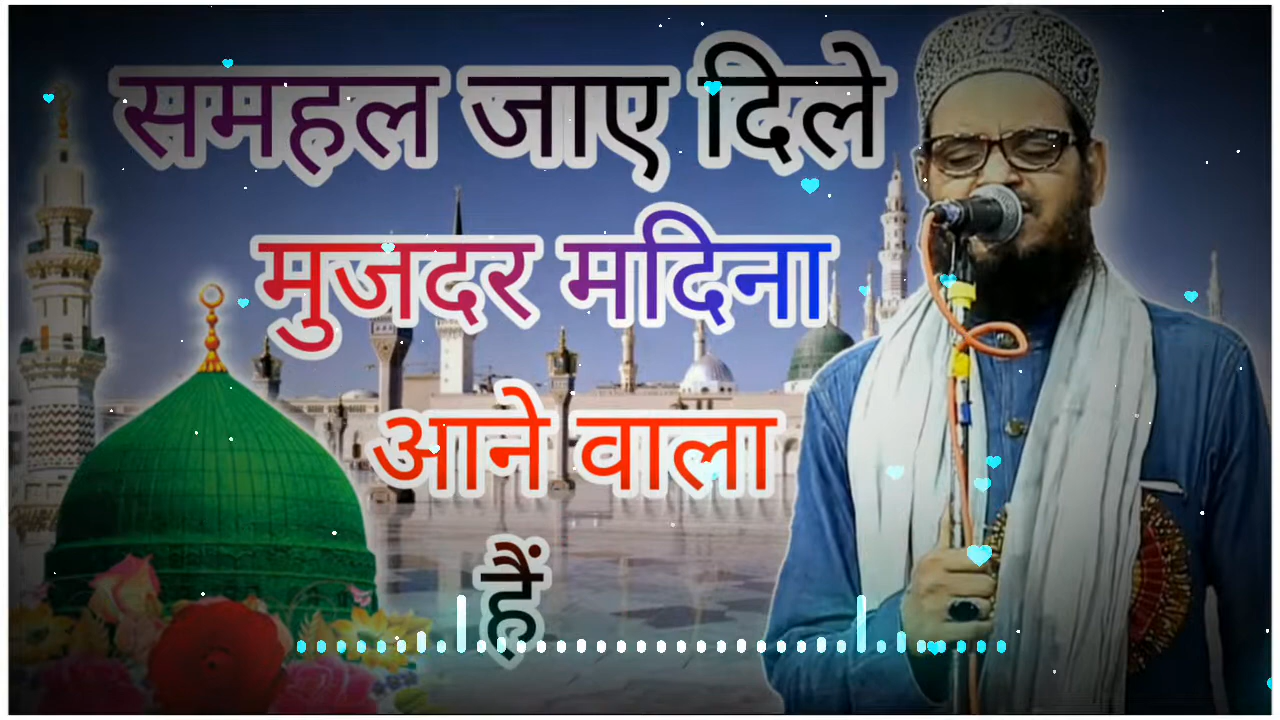 समहल जाए दिले
मुजदर मदिना
आने वाला
हैं